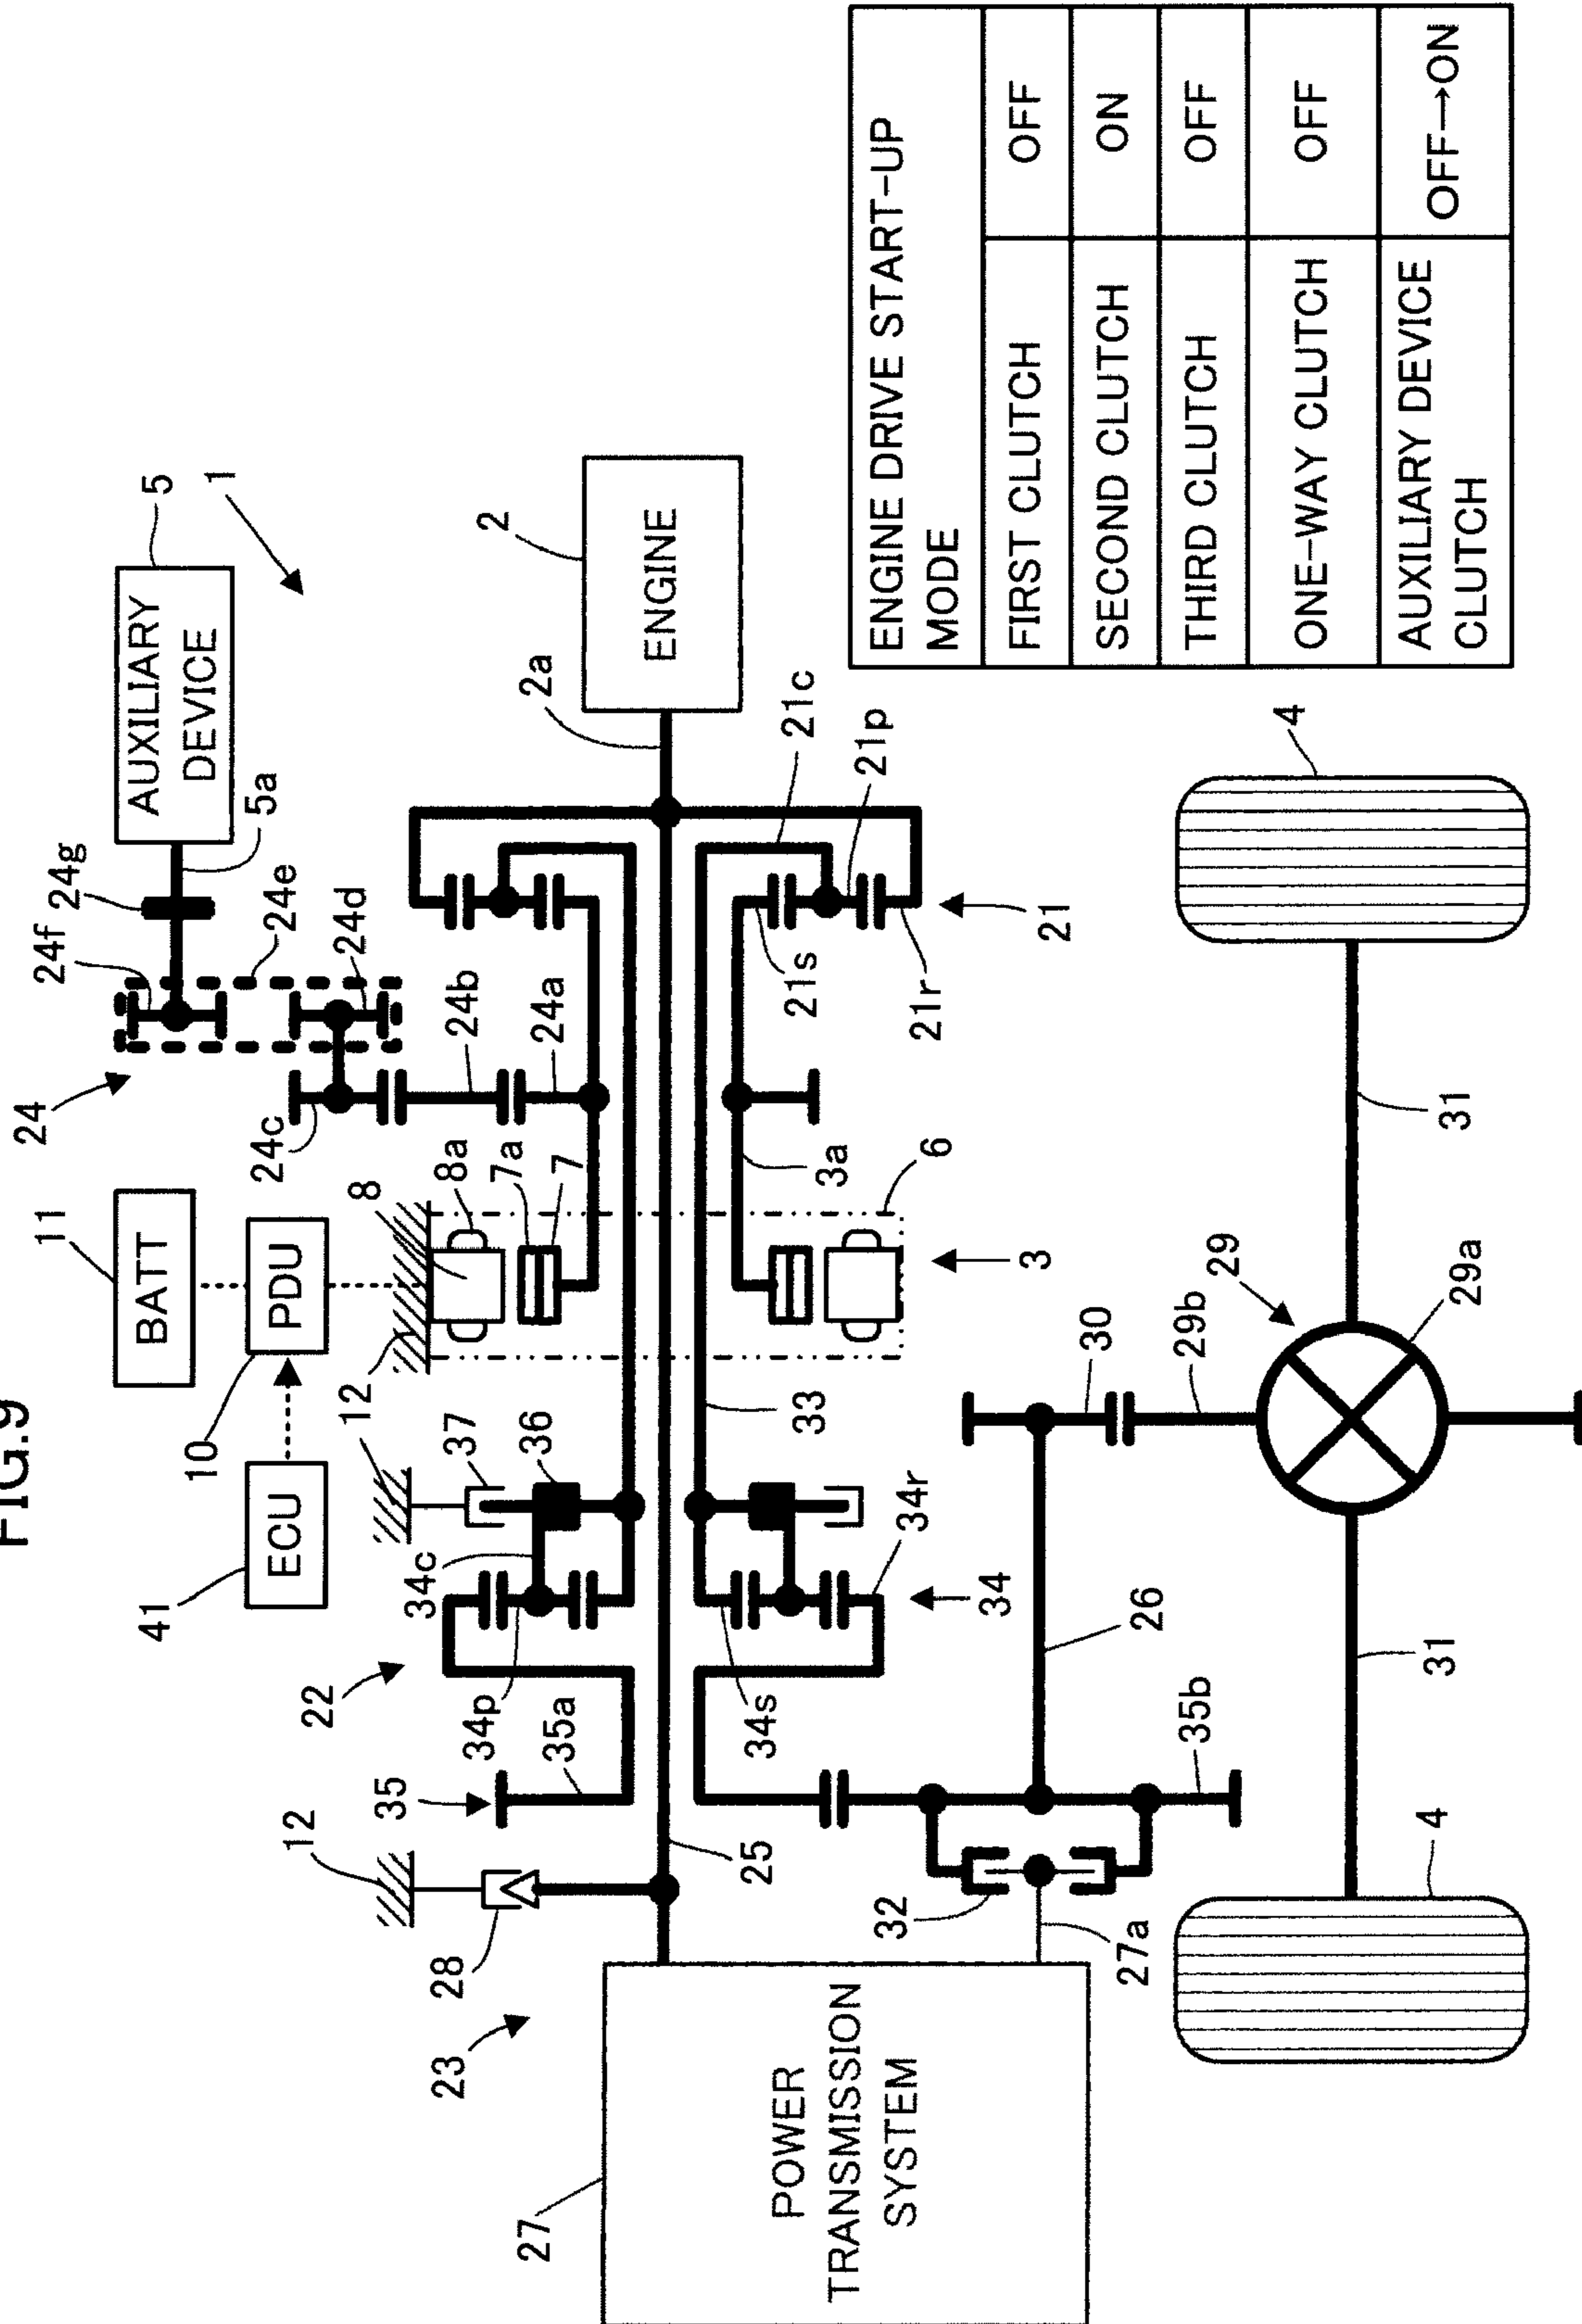 FIG.9
24
11
24f
24g
AUXILIARY
DEVICE
5
5a
BATT
41
ECU
10
PDU
24c
1
24e
24d
12
22
35
12
8
8a
37
34c
34p
36
7a
7
24b
24a
2a
2
23
28
27
35a
ENGINE
25
34s
33
3a
21s
21c
21p
21r
34r
POWER
TRANSMISSION
SYSTEM
32
27a
34
3
6
21
26
30
35b
29b
29
4
31
29a
31
4
ENGINE DRIVE START-UP
MODE
FIRST CLUTCH OFF
SECOND CLUTCH ON
THIRD CLUTCH OFF
ONE-WAY CLUTCH OFF
AUXILIARY DEVICE
CLUTCH OFF→ON